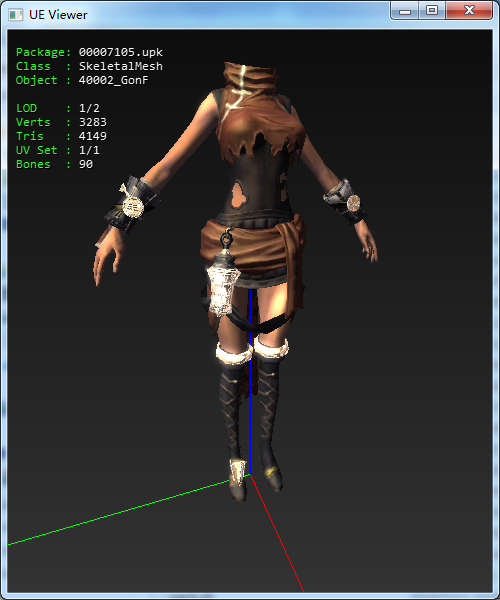 UE Viewer
Package: 00007105.upk
Class : SkeletalMesh
Object : 40002_GonF
LOD : 1/2
Verts : 3283
Tris : 4149
UV Set : 1/1
Bones : 90